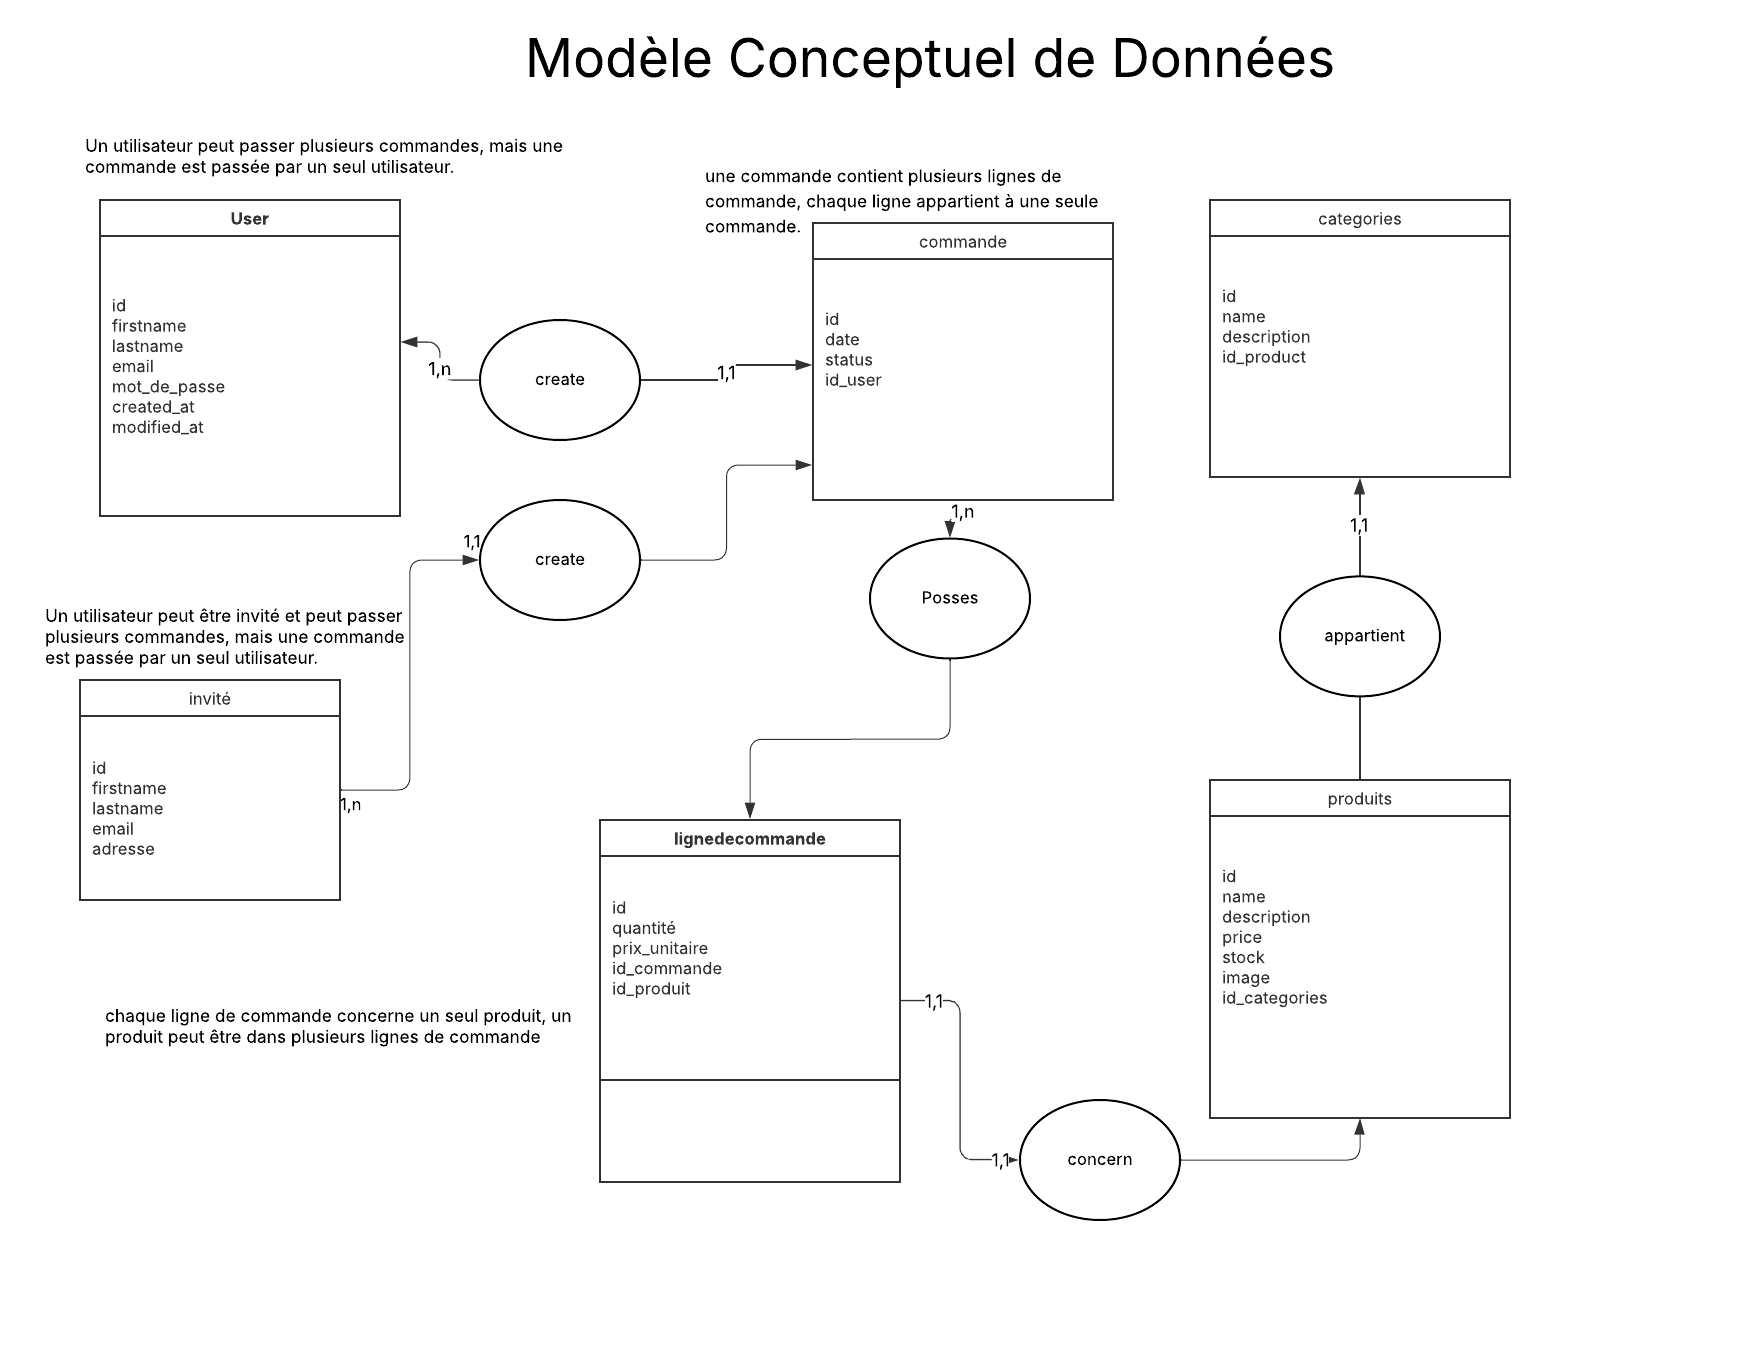 Modèle Conceptuel de Données
Un utilisateur peut passer plusieurs commandes, mais une
commande est passée par un seul utilisateur.
une commande contient plusieurs lignes de
commande, chaque ligne appartient à une seule
commande.
User
id
firstname
lastname
email
mot_de_passe
created_at
modified_at
1,n
create
1,1
commande
id
date
status
id_user
categories
id
name
description
id_product
1,1
create
1,n
Posses
1,1
appartient
Un utilisateur peut être invité et peut passer
plusieurs commandes, mais une commande
est passée par un seul utilisateur.
invité
id
firstname
lastname
email
adresse
1,n
lignedecommande
id
quantité
prix_unitaire
id_commande
id_produit
produits
id
name
description
price
stock
image
id_categories
chaque ligne de commande concerne un seul produit, un
produit peut être dans plusieurs lignes de commande
1,1
1,1
concern